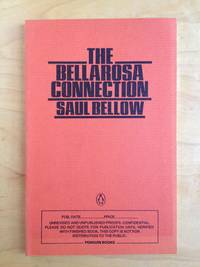 THE
BELLAROSA
CONNECTION
SAUL BELLOW
PUB. DATE PRICE
UNREVISED AND UNPUBLISHED PROOFS. CONFIDENTIAL.
PLEASE DO NOT QUOTE FOR PUBLICATION UNTIL VERIFIED
WITH FINISHED BOOK. THIS COPY IS NOT FOR
DISTRIBUTION TO THE PUBLIC.
PENGUIN BOOKS